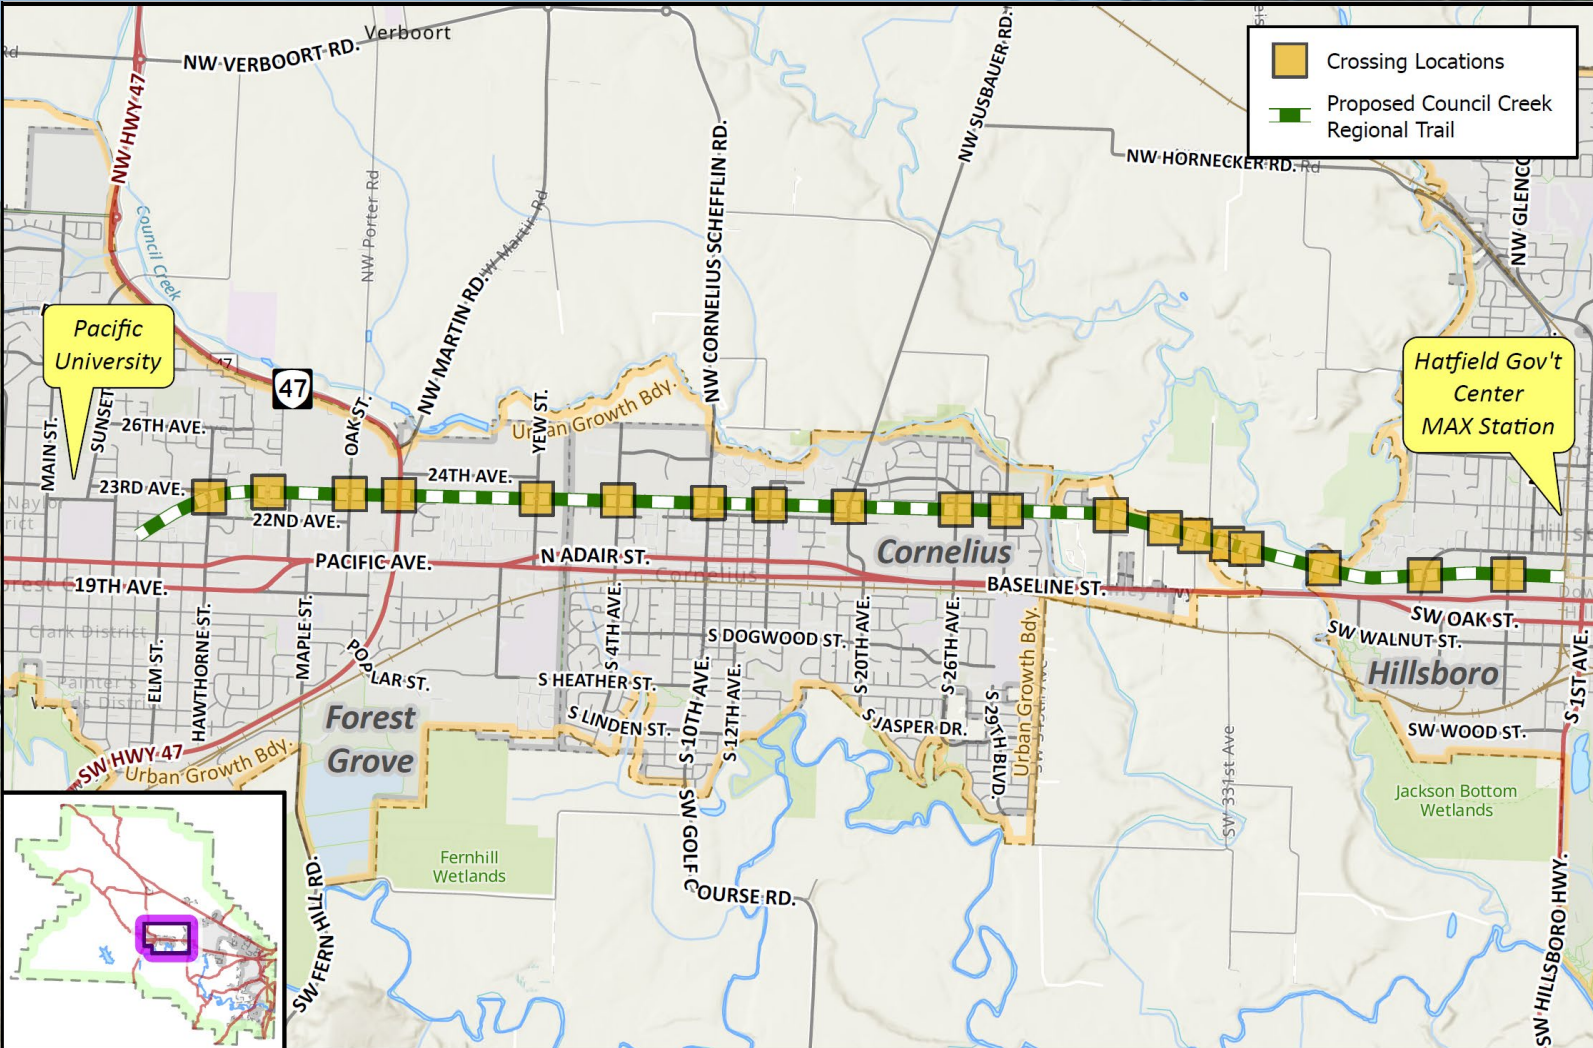 Verboort
NW VERBOORT RD.
NW HWY 47
Council Creek
NW Porter Rd
NW MARTIN RD.
NW CORNELIUS SCHEFFLIN RD.
NW SUSBAUER RD.
NW HORNECKER RD.
Rd
NW GLENCO
Crossing Locations
Proposed Council Creek
Regional Trail
Pacific
University
47
47
Hatfield Gov't
Center
MAX Station
MAIN ST.
SUNSET
26TH AVE.
OAK ST.
YEW ST.
Urban Growth Bdy.
23RD AVE.
24TH AVE.
22ND AVE.
PACIFIC AVE.
N ADAIR ST.
Cornelius
Cornelius
BASELINE ST.
19TH AVE.
Clark District
ELM ST.
HAWTHORNE ST.
MAPLE ST.
POPLAR ST.
S 4TH AVE.
S DOGWOOD ST.
S HEATHER ST.
S LINDEN ST.
S 10TH AVE.
S 12TH AVE.
S 20TH AVE.
S 26TH AVE.
S JASPER DR.
S 29TH BLVD.
Urban Growth Bdy.
SW 331st Ave
SW OAK ST.
SW WALNUT ST.
Hillsboro
SW WOOD ST.
S 1ST AVE.
Forest
Grove
SW HWY 47
Urban Growth Bdy.
Fernhill
Wetlands
Jackson Bottom
Wetlands
SW GOLF COURSE RD.
SW FERN HILL RD.
SW HILLSBORO HWY.